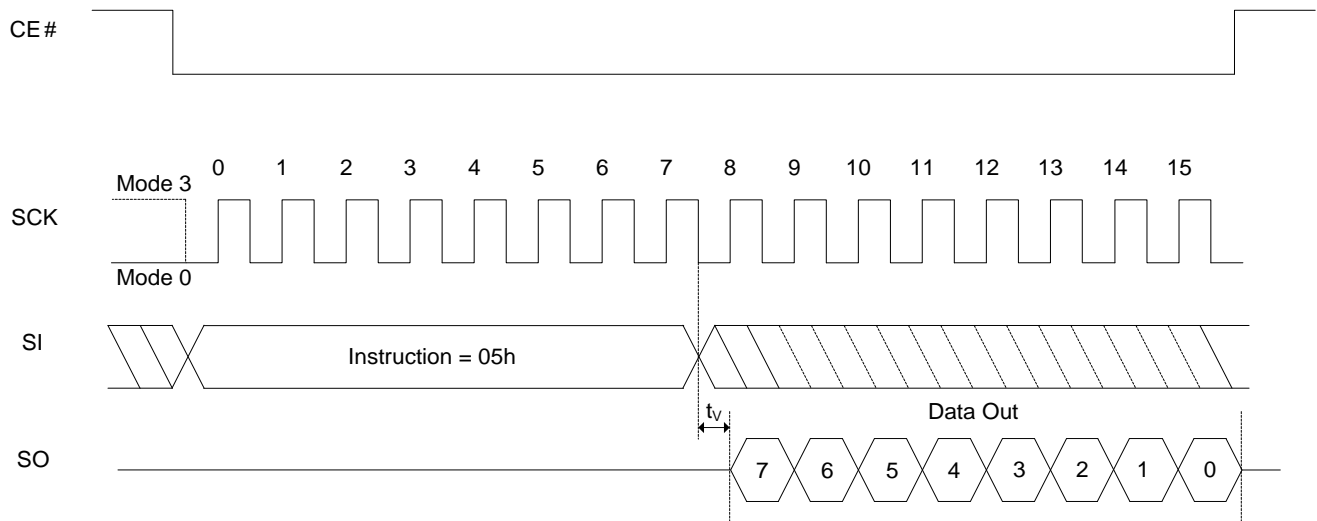 CE#
0 1 2 3 4 5 6 7 8 9 10 11 12 13 14 15
Mode 3
SCK
Mode 0
SI
Instruction = 05h
tV
Data Out
SO
7 6 5 4 3 2 1 0